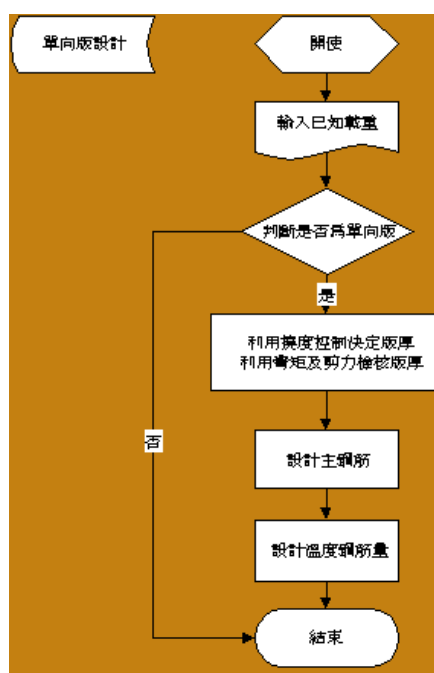 單向版設計
開使
輸入已知載重
判斷是否為單向版
是
利用撓度控制決定版厚
利用彎矩及剪力檢核版厚
否
設計主鋼筋
設計溫度鋼筋量
結束